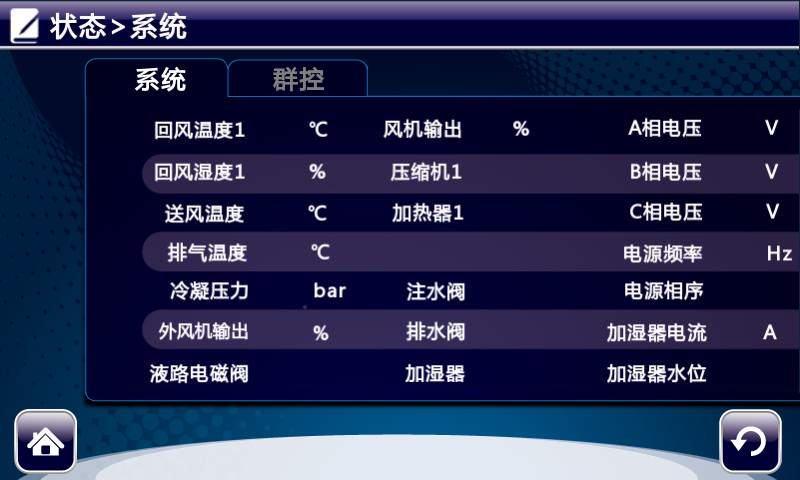 状态>系统
系统 群控
回风温度1 ℃ 风机输出 % A相电压 V
回风湿度1 % 压缩机1 B相电压 V
送风温度 ℃ 加热器1 C相电压 V
排气温度 ℃ 电源频率 Hz
冷凝压力 bar 注水阀 电源相序
外风机输出 % 排水阀 加湿器电流 A
液路电磁阀 加湿器 加湿器水位